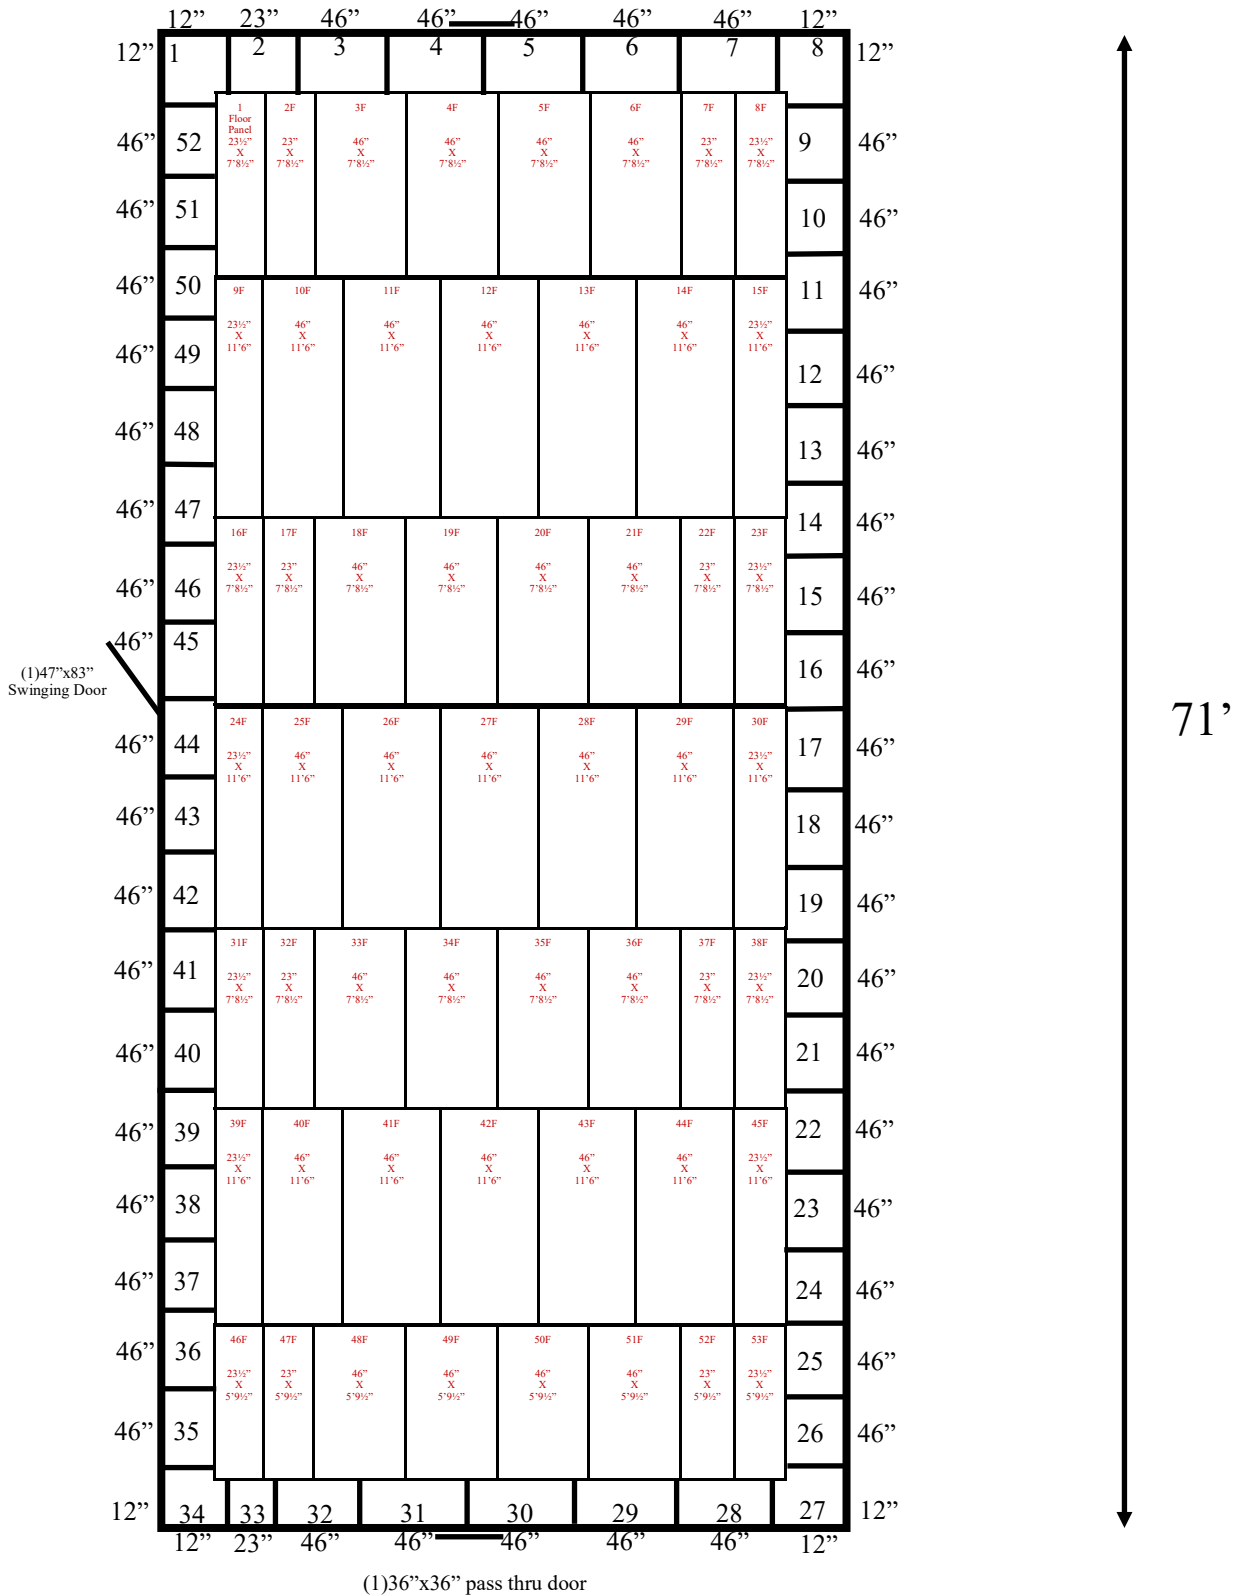 12” 23” 46” 46” 46” 46” 46” 12”
12” 1 2 3 4 5 6 7 8 12”
1 2F 3F 4F 5F 6F 7F 8F
Floor
Panel
23½” 23” 46” 46” 46” 46” 23” 23½”
X X X X X X X X
7’8½” 7’8½” 7’8½” 7’8½” 7’8½” 7’8½” 7’8½” 7’8½”
46” 52 9 46”
46” 51 10 46”
46” 50 11 46”
9F 10F 11F 12F 13F 14F 15F
23½” 46” 46” 46” 46” 46” 23½”
X X X X X X X
11’6” 11’6” 11’6” 11’6” 11’6” 11’6” 11’6”
46” 49 12 46”
46” 48 13 46”
46” 47 14 46”
16F 17F 18F 19F 20F 21F 22F 23F
23½” 23” 46” 46” 46” 46” 23” 23½”
X X X X X X X X
7’8½” 7’8½” 7’8½” 7’8½” 7’8½” 7’8½” 7’8½” 7’8½”
46” 46 15 46”
46” 45 16 46”
(1)47”x83”
Swinging Door
71’
24F 25F 26F 27F 28F 29F 30F
23½” 46” 46” 46” 46” 46” 23½”
X X X X X X X
11’6” 11’6” 11’6” 11’6” 11’6” 11’6” 11’6”
46” 44 17 46”
46” 43 18 46”
46” 42 19 46”
31F 32F 33F 34F 35F 36F 37F 38F
23½” 23” 46” 46” 46” 46” 23” 23½”
X X X X X X X X
7’8½” 7’8½” 7’8½” 7’8½” 7’8½” 7’8½” 7’8½” 7’8½”
46” 41 20 46”
46” 40 21 46”
39F 40F 41F 42F 43F 44F 45F
23½” 46” 46” 46” 46” 46” 23½”
X X X X X X X
11’6” 11’6” 11’6” 11’6” 11’6” 11’6” 11’6”
46” 39 22 46”
46” 38 23 46”
46” 37 24 46”
46F 47F 48F 49F 50F 51F 52F 53F
23½” 23” 46” 46” 46” 46” 23” 23½”
X X X X X X X X
5’9½” 5’9½” 5’9½” 5’9½” 5’9½” 5’9½” 5’9½” 5’9½”
46” 36 25 46”
46” 35 26 46”
12” 34 33 32 31 30 29 28 27 12”
12” 23” 46” 46” 46” 46” 46” 12”
(1)36”x36” pass thru door